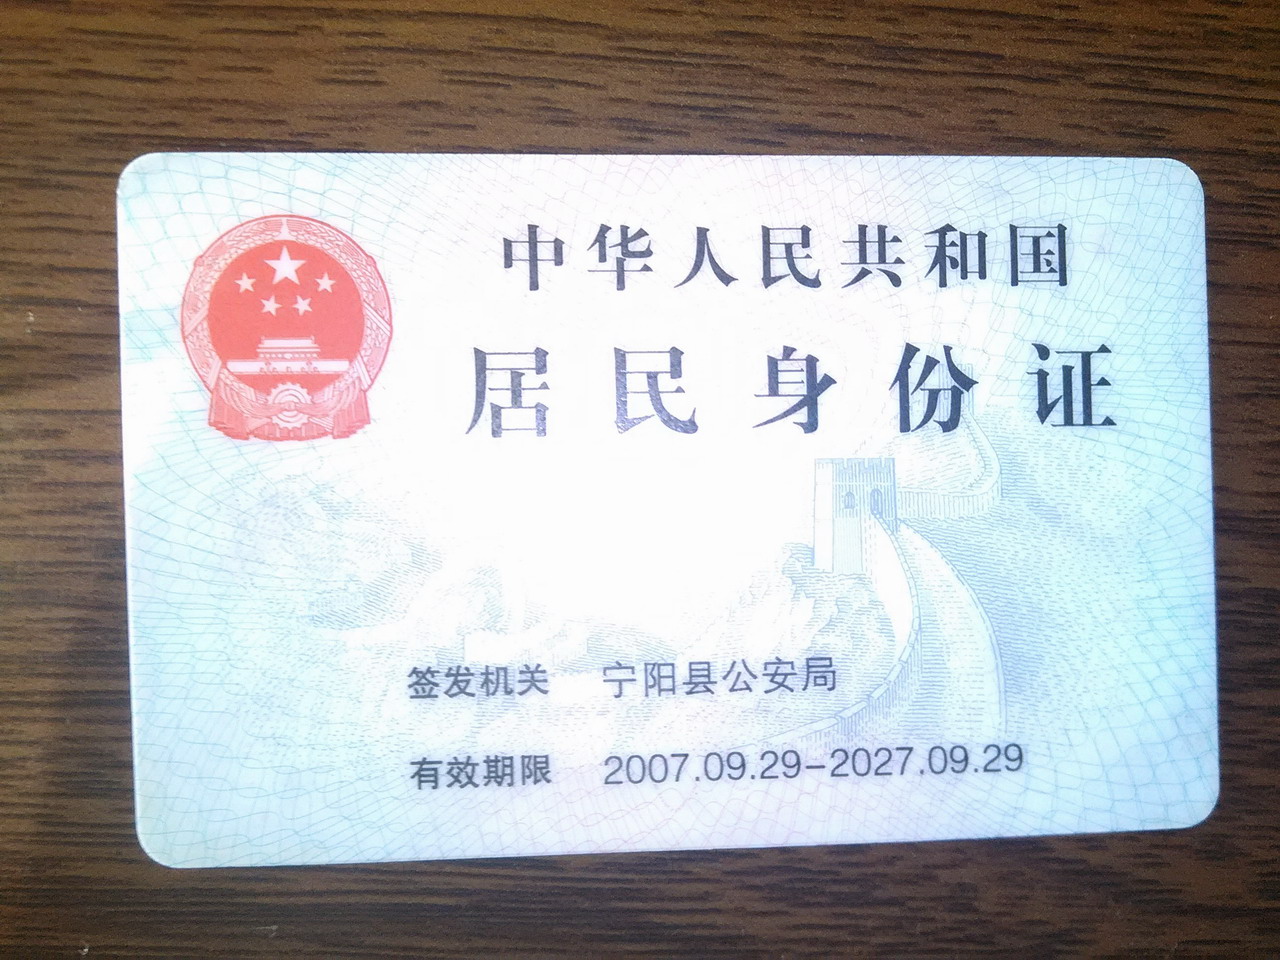 中华人民共和国
居民身份证
签发机关 宁阳县公安局
有效期限 2007.09.29-2027.09.29